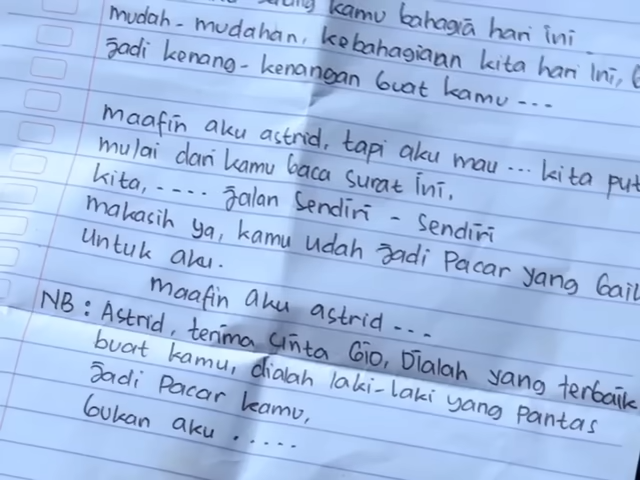 kamu bahagia hari ini
mudah-mudahan, kebahagiaan kita hari ini,
Jadi kenang-kenangan buat kamu ---
maafin aku astrid, tapi aku mau ... kita put
mulai dari kamu baca surat ini.
kita, .... Jalan sendiri - sendiri
makasih ya, kamu udah Jadi Pacar yang baik
untuk aku.
maafin aku astrid ---
NB : Astrid, terima cinta Gio, Dialah yang terbaik
buat kamu, dialah laki-laki yang pantas
Jadi Pacar kamu,
bukan aku .....